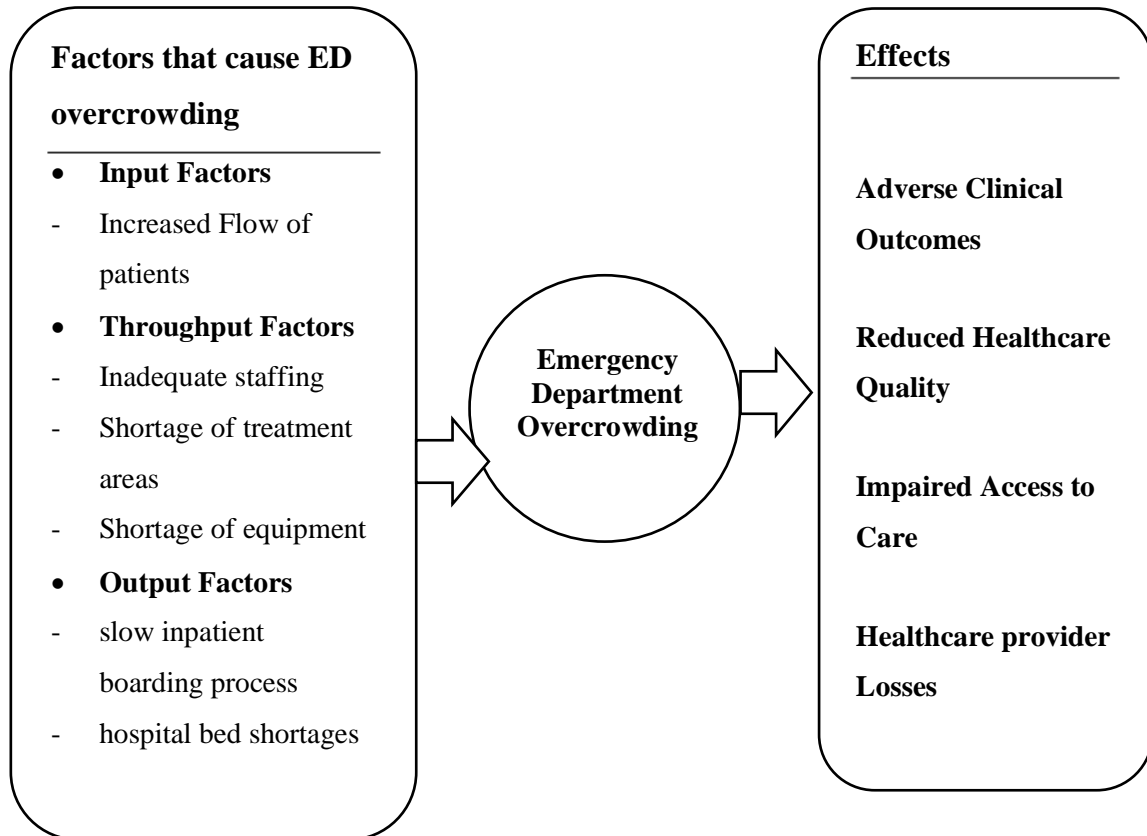 Factors that cause ED
overcrowding
• Input Factors
- Increased Flow of
patients
• Throughput Factors
- Inadequate staffing
- Shortage of treatment
areas
- Shortage of equipment
• Output Factors
- slow inpatient
boarding process
- hospital bed shortages
Emergency
Department
Overcrowding
Effects
Adverse Clinical
Outcomes
Reduced Healthcare
Quality
Impaired Access to
Care
Healthcare provider
Losses